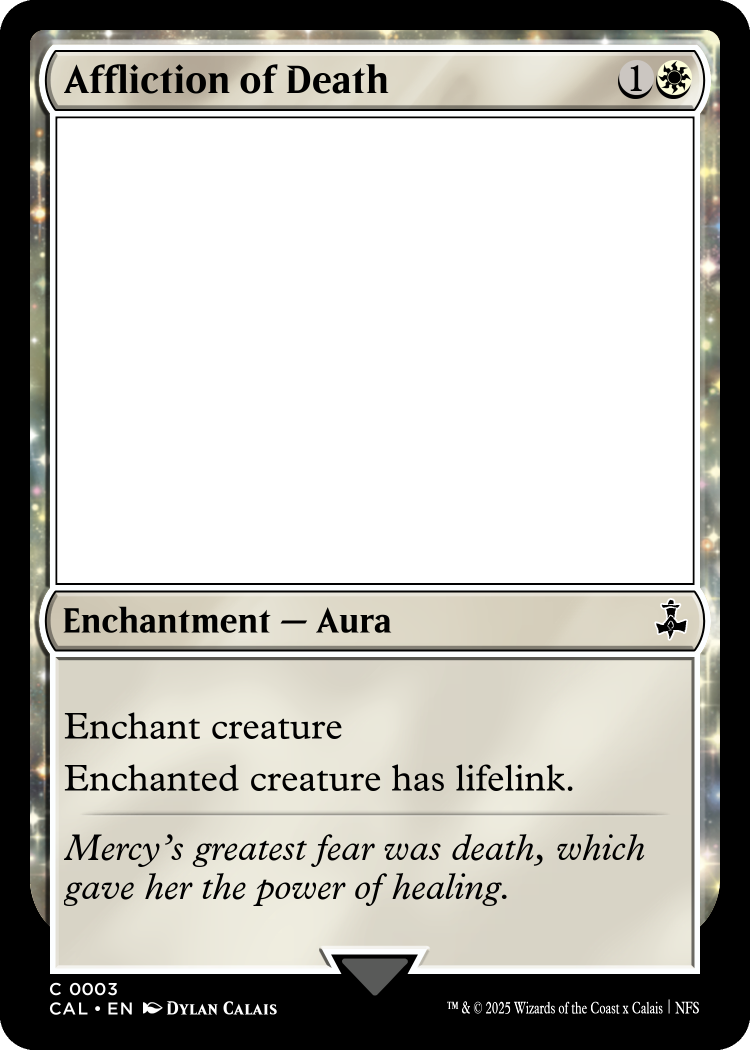 Affliction of Death 1
Enchantment — Aura
Enchant creature
Enchanted creature has lifelink.
Mercy’s greatest fear was death, which
gave her the power of healing.
C 0003
CAL • EN Dylan Calais
™ & © 2025 Wizards of the Coast x Calais | NFS